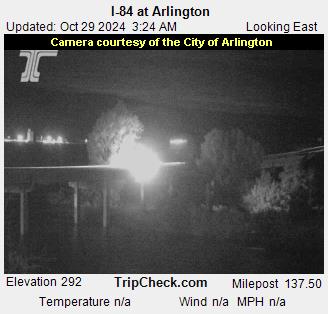 I-84 at Arlington
Updated: Oct 29 2024 3:24 AM Looking East
Camera courtesy of the City of Arlington
Elevation 292 TripCheck.com Milepost 137.50
Temperature n/a Wind n/a MPH n/a